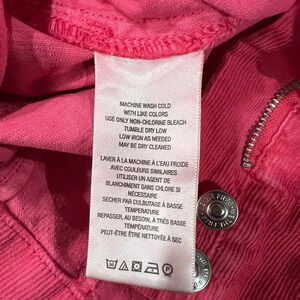 MACHINE WASH COLD
WITH LIKE COLORS
USE ONLY NON-CHLORINE BLEACH
TUMBLE DRY LOW
LOW IRON AS NEEDED
MAY BE DRY CLEANED
LAVER À LA MACHINE À L'EAU FROIDE
AVEC COULEURS SIMILAIRES
UTILISER UN AGENT DE
BLANCHIMENT SANS CHLORE SI
NÉCESSAIRE
SÉCHER PAR CULBUTAGE À BASSE
TEMPÉRATURE
REPASSER, AU BESOIN, À TRÈS BASSE
TEMPÉRATURE
PEUT-ÊTRE ÊTRE NETTOYÉE À SEC